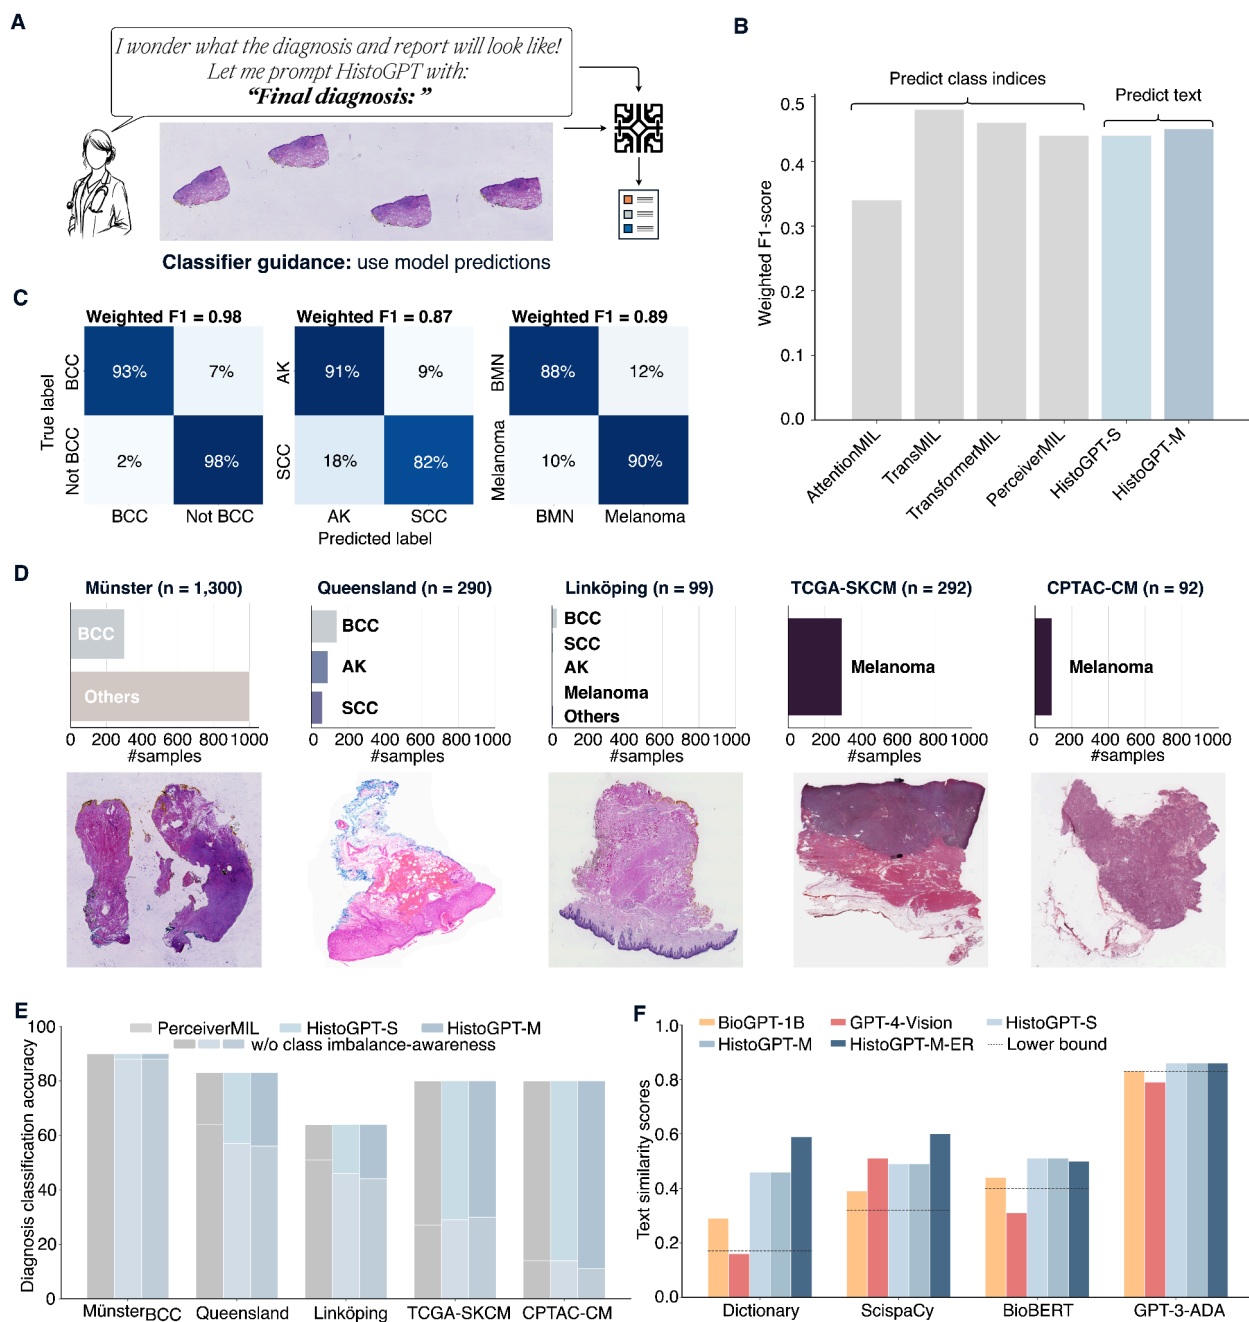 A
I wonder what the diagnosis and report will look like!
Let me prompt HistoGPT with:
“Final diagnosis: ”
Classifier guidance: use model predictions
B
Predict class indices
Predict text
Weighted F1-score
0.5
0.4
0.3
0.2
0.1
0.0
AttentionMIL
TransMIL
TransformerMIL
PerceiverMIL
HistoGPT-S
HistoGPT-M
C
Weighted F1 = 0.98
Weighted F1 = 0.87
Weighted F1 = 0.89
True label
BCC
Not BCC
93%
7%
2%
98%
BCC
Not BCC
AK
SCC
91%
9%
18%
82%
AK
SCC
Predicted label
BMN
Melanoma
88%
12%
10%
90%
BMN
Melanoma
D
Münster (n = 1,300)
BCC
Others
0 200 400 600 800 1000
#samples
Queensland (n = 290)
BCC
AK
SCC
0 200 400 600 800 1000
#samples
Linköping (n = 99)
BCC
SCC
AK
Melanoma
Others
0 200 400 600 800 1000
#samples
TCGA-SKCM (n = 292)
Melanoma
0 200 400 600 800 1000
#samples
CPTAC-CM (n = 92)
Melanoma
0 200 400 600 800 1000
#samples
E
Diagnosis classification accuracy
100
80
60
40
20
0
PerceiverMIL HistoGPT-S HistoGPT-M
w/o class imbalance-awareness
MünsterBCC
Queensland
Linköping
TCGA-SKCM
CPTAC-CM
F
Text similarity scores
BioGPT-1B GPT-4-Vision HistoGPT-S
HistoGPT-M HistoGPT-M-ER Lower bound
1.0
0.8
0.6
0.4
0.2
0.0
Dictionary
ScispaCy
BioBERT
GPT-3-ADA